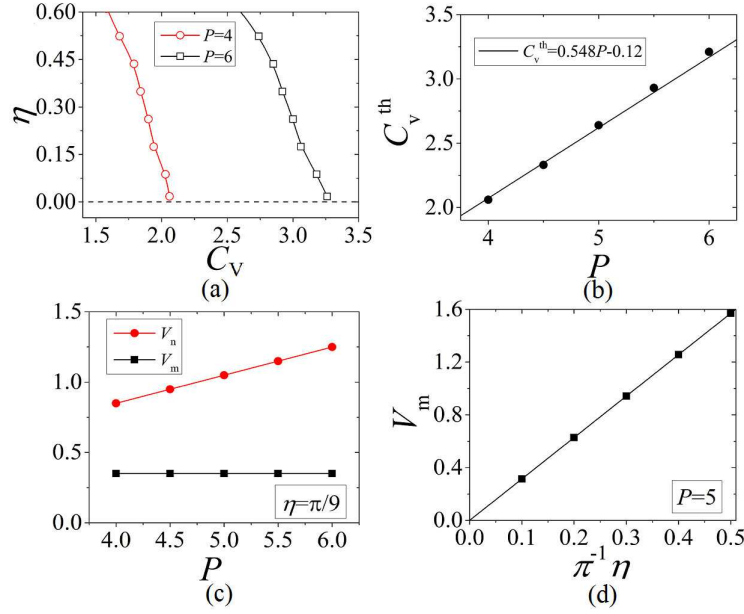 0.60
0.45
0.30
0.15
0.00
η
P=4
P=6
1.5 2.0 2.5 3.0 3.5
C_V
(a)
3.5
3.0
2.5
2.0
C_v^th
C_v^th=0.548P-0.12
4 5 6
P
(b)
1.5
1.0
0.5
0.0
V_n
V_m
η=π/9
4.0 4.5 5.0 5.5 6.0
P
(c)
1.6
1.2
0.8
0.4
0.0
V_m
P=5
0.0 0.1 0.2 0.3 0.4 0.5
π^-1 η
(d)